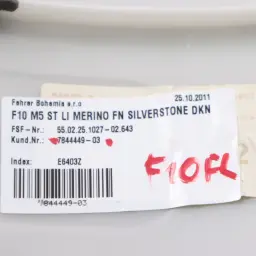 Fehrer Bohemia s.r.o
25.10.2011
F10 M5 ST LI MERINO FN SILVERSTONE DKN
FSF-Nr.: 55.02.25.1027-02.643
Kund.Nr.: 7844449-03
Index: E6403Z
F10FL
7844449-03